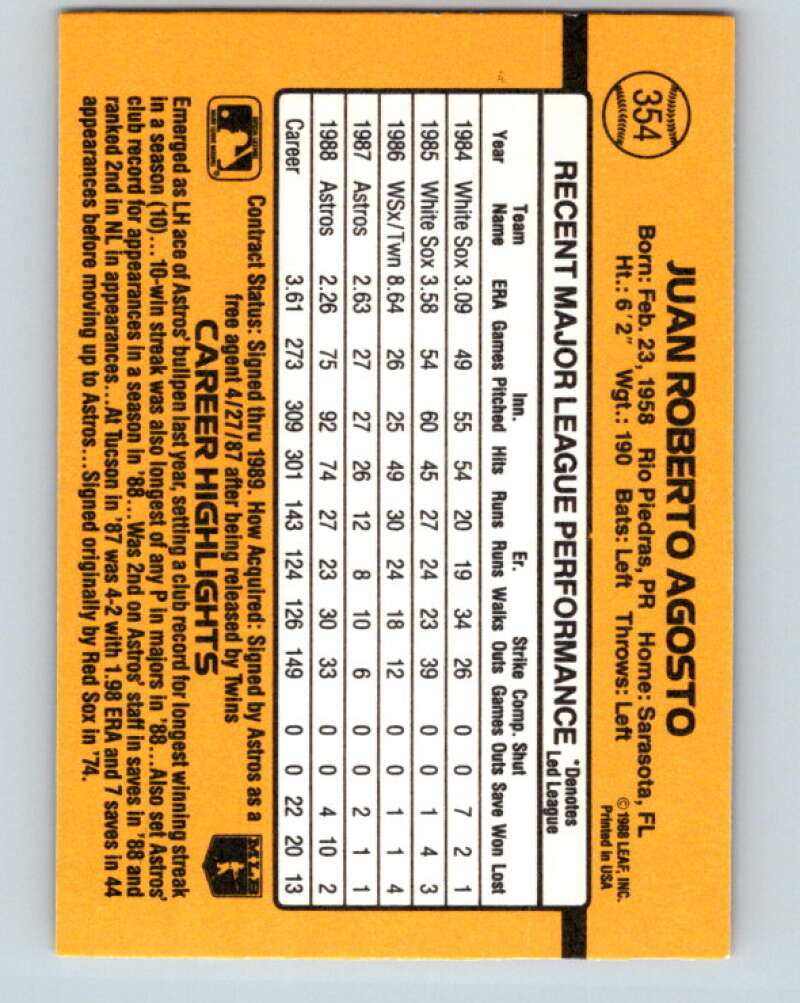 354
JUAN ROBERTO AGOSTO
Born: Feb. 23, 1958 Rio Piedras, PR Home: Sarasota, FL
Ht.: 6'2" Wgt.: 190 Bats: Left Throws: Left
© 1988 LEAF, INC.
Printed in USA
RECENT MAJOR LEAGUE PERFORMANCE *Denotes Led League
Year Team Name ERA Games Inn. Pitched Hits Runs Er. Runs Walks Strike Outs Comp. Games Shut Outs Save Won Lost
1984 White Sox 3.09 49 55 54 20 19 34 26 0 0 7 2 1
1985 White Sox 3.58 54 60 45 27 24 23 39 0 0 1 4 3
1986 WSx/Twn 8.64 26 25 49 30 24 18 12 0 0 1 1 4
1987 Astros 2.63 27 27 26 12 8 10 6 0 0 2 1 1
1988 Astros 2.26 75 92 74 27 23 30 33 0 0 4 10 2
Career 3.61 273 309 301 143 124 126 149 0 0 22 20 13
Contract Status: Signed thru 1989. How Acquired: Signed by Astros as a
free agent 4/27/87 after being released by Twins
MLB
CAREER HIGHLIGHTS
Emerged as LH ace of Astros' bullpen last year, setting a club record for longest winning streak
in a season (10)... 10-win streak was also longest of any P in majors in '88...Also set Astros'
club record for appearances in a season in '88...Was 2nd on Astros' staff in saves in '88 and
ranked 2nd in NL in appearances...At Tucson in '87 was 4-2 with 1.98 ERA and 7 saves in 44
appearances before moving up to Astros...Signed originally by Red Sox in '74.